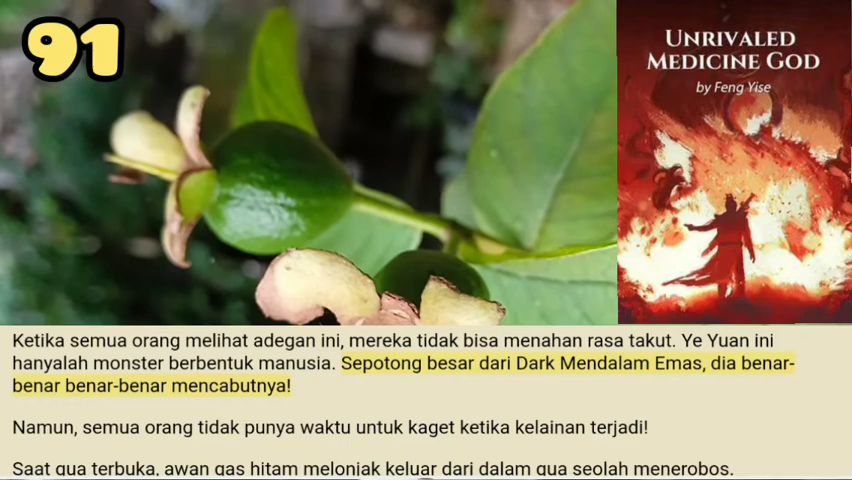 91
UNRIVALED
MEDICINE GOD
by Feng Yise
Ketika semua orang melihat adegan ini, mereka tidak bisa menahan rasa takut. Ye Yuan ini
hanyalah monster berbentuk manusia. Sepotong besar dari Dark Mendalam Emas, dia benar-
benar benar-benar mencabutnya!
Namun, semua orang tidak punya waktu untuk kaget ketika kelainan terjadi!
Saat gua terbuka, awan gas hitam melonjak keluar dari dalam gua seolah menerobos.